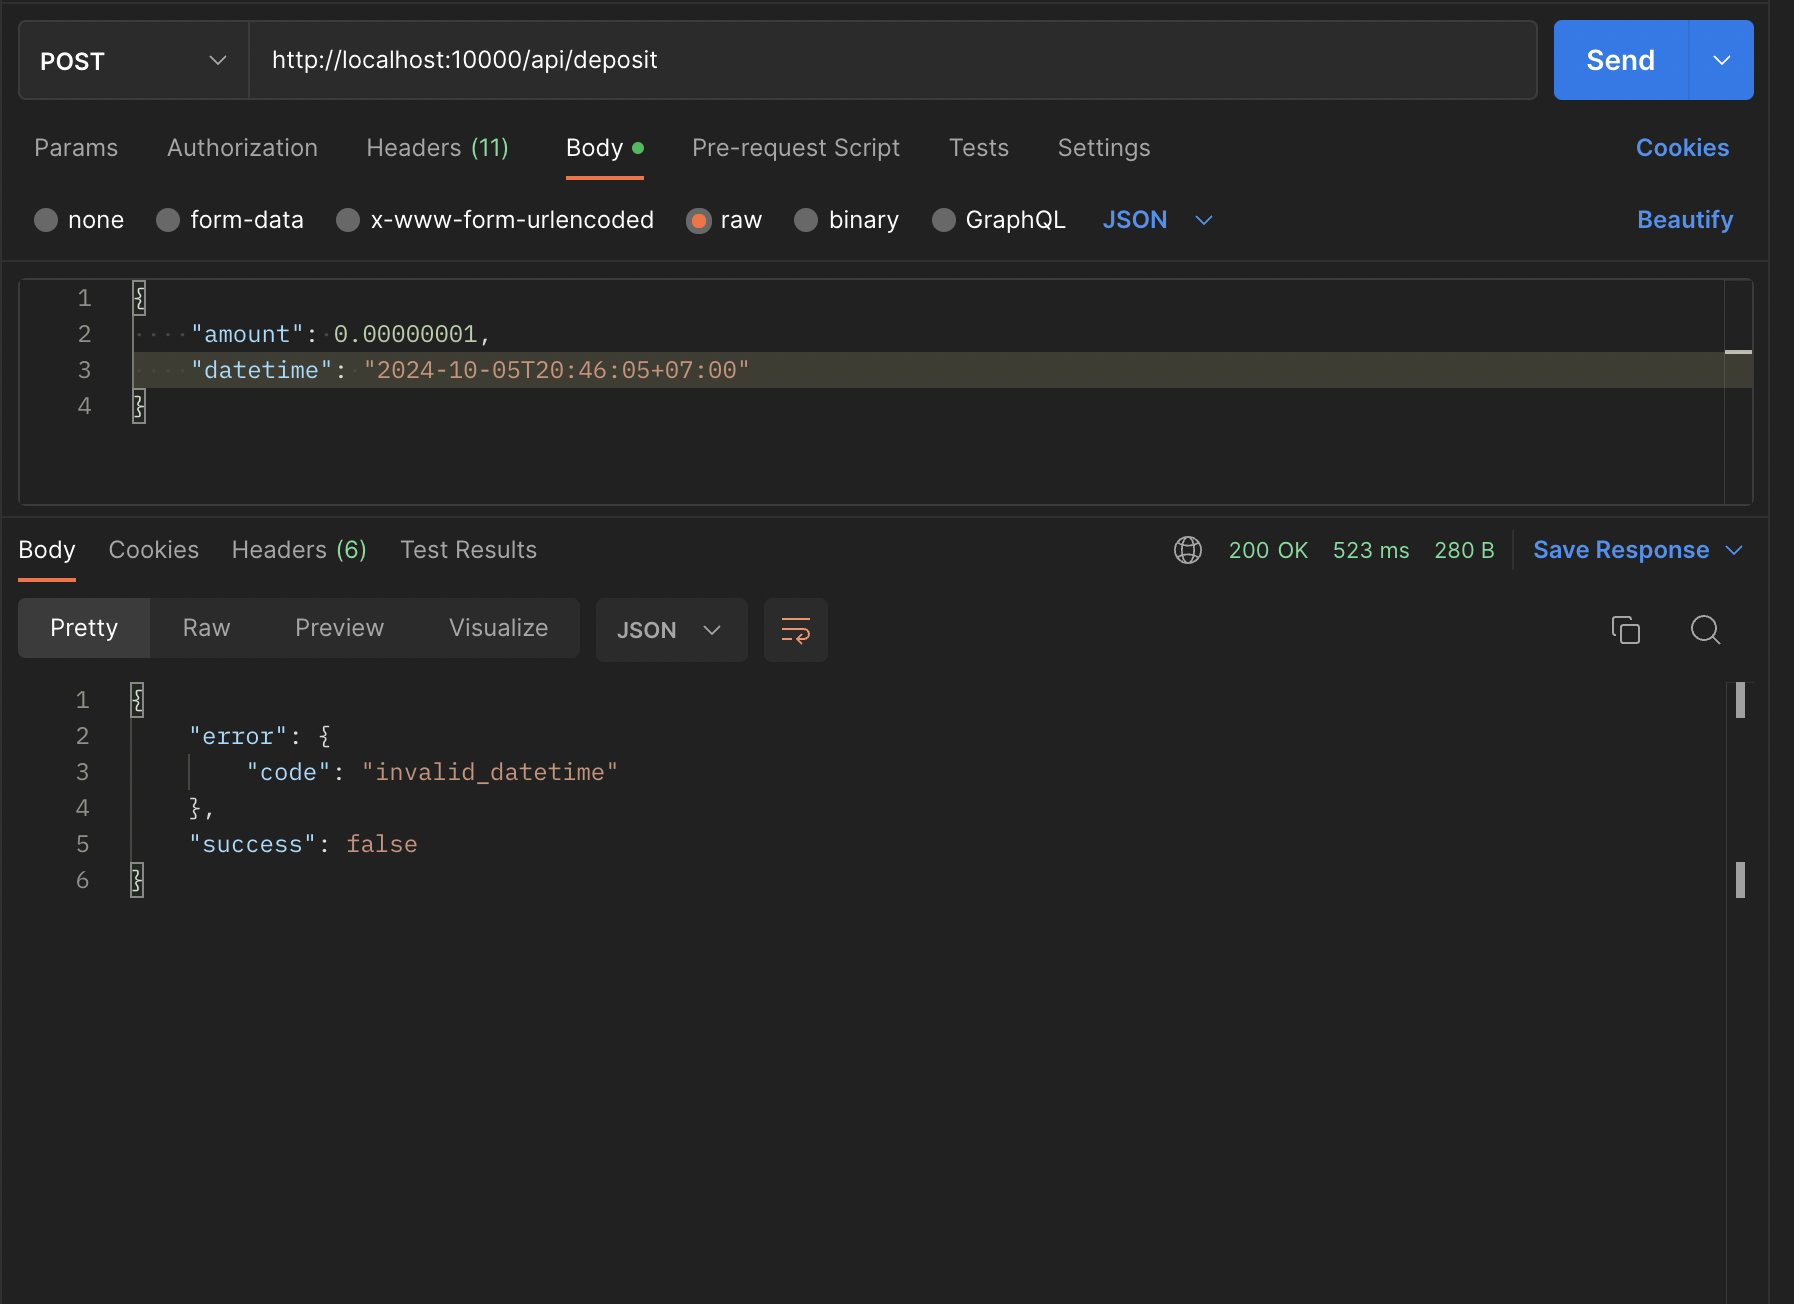 POST http://localhost:10000/api/deposit Send
Params Authorization Headers (11) Body Pre-request Script Tests Settings Cookies
none form-data x-www-form-urlencoded raw binary GraphQL JSON Beautify
1 {
2 "amount": 0.00000001,
3 "datetime": "2024-10-05T20:46:05+07:00"
4 }
Body Cookies Headers (6) Test Results 200 OK 523 ms 280 B Save Response
Pretty Raw Preview Visualize JSON
1 {
2 "error": {
3 "code": "invalid_datetime"
4 },
5 "success": false
6 }